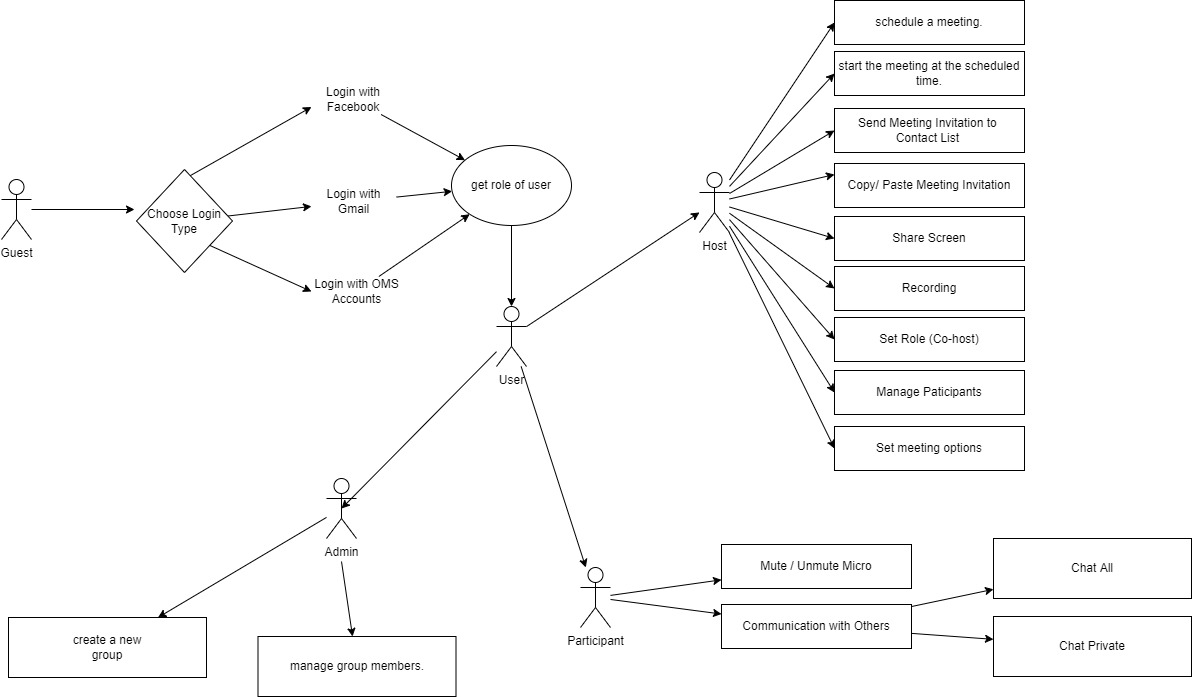 schedule a meeting.
start the meeting at the scheduled
time.
Login with
Facebook
Send Meeting Invitation to
Contact List
get role of user
Copy/ Paste Meeting Invitation
Login with
Gmail
Choose Login
Type
Guest
Host
Share Screen
Login with OMS
Accounts
Recording
Set Role (Co-host)
User
Manage Paticipants
Set meeting options
Admin
Mute / Unmute Micro
Chat All
Communication with Others
Participant
create a new
group
Chat Private
manage group members.